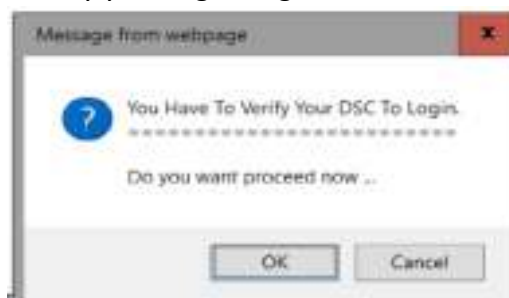 Message from webpage
You Have To Verify Your DSC To Login.
==========================
Do you want proceed now ...
OK
Cancel